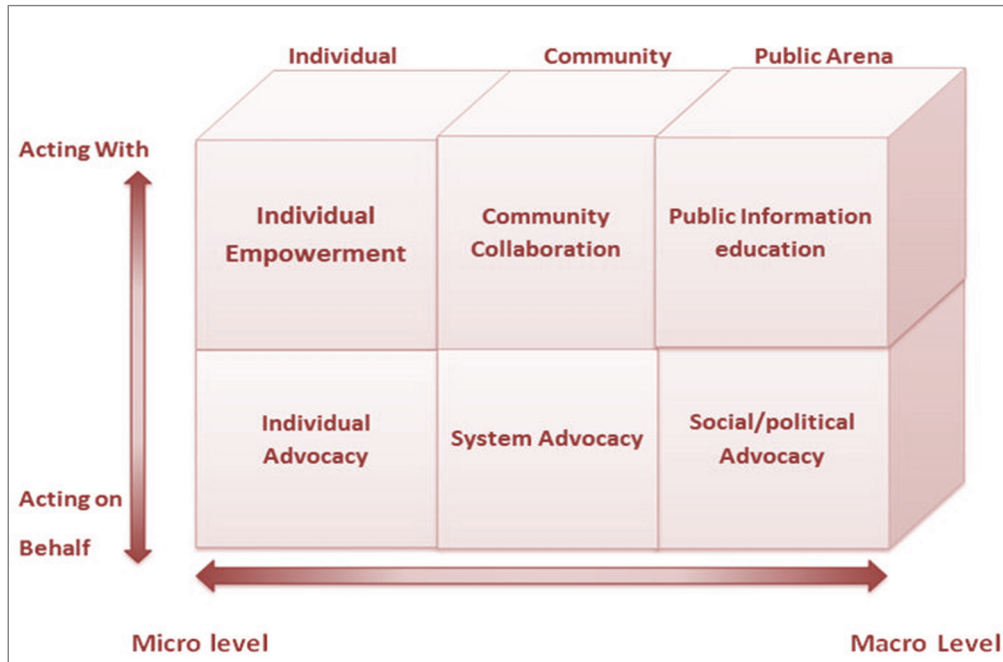 Individual
Community
Public Arena
Acting With
Individual
Empowerment
Community
Collaboration
Public Information
education
Individual
Advocacy
System Advocacy
Social/political
Advocacy
Acting on
Behalf
Micro level
Macro Level